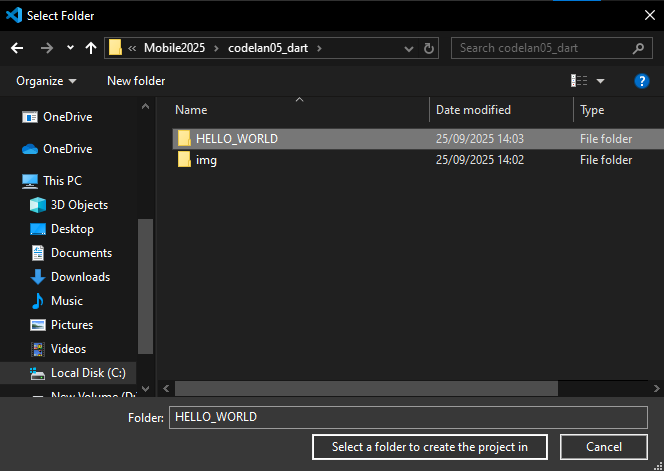 Select Folder
« Mobile2025 › codelan05_dart ›
Search codelan05_dart
Organize
New folder
Name
Date modified
Type
OneDrive
OneDrive
This PC
3D Objects
Desktop
Documents
Downloads
Music
Pictures
Videos
Local Disk (C:)
New Volume (D:
HELLO_WORLD 25/09/2025 14:03 File folder
img 25/09/2025 14:02 File folder
Folder: HELLO_WORLD
Select a folder to create the project in
Cancel